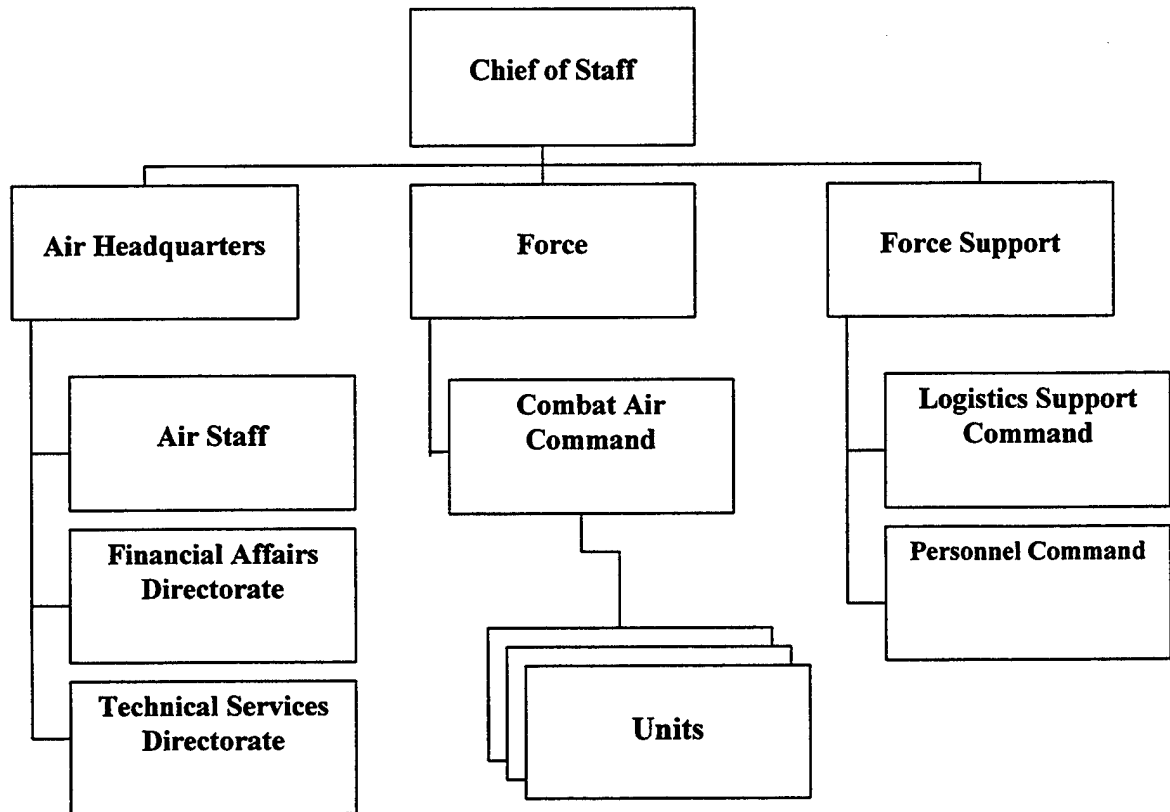 Chief of Staff
Air Headquarters
Force
Force Support
Air Staff
Financial Affairs
Directorate
Technical Services
Directorate
Combat Air
Command
Units
Logistics Support
Command
Personnel Command